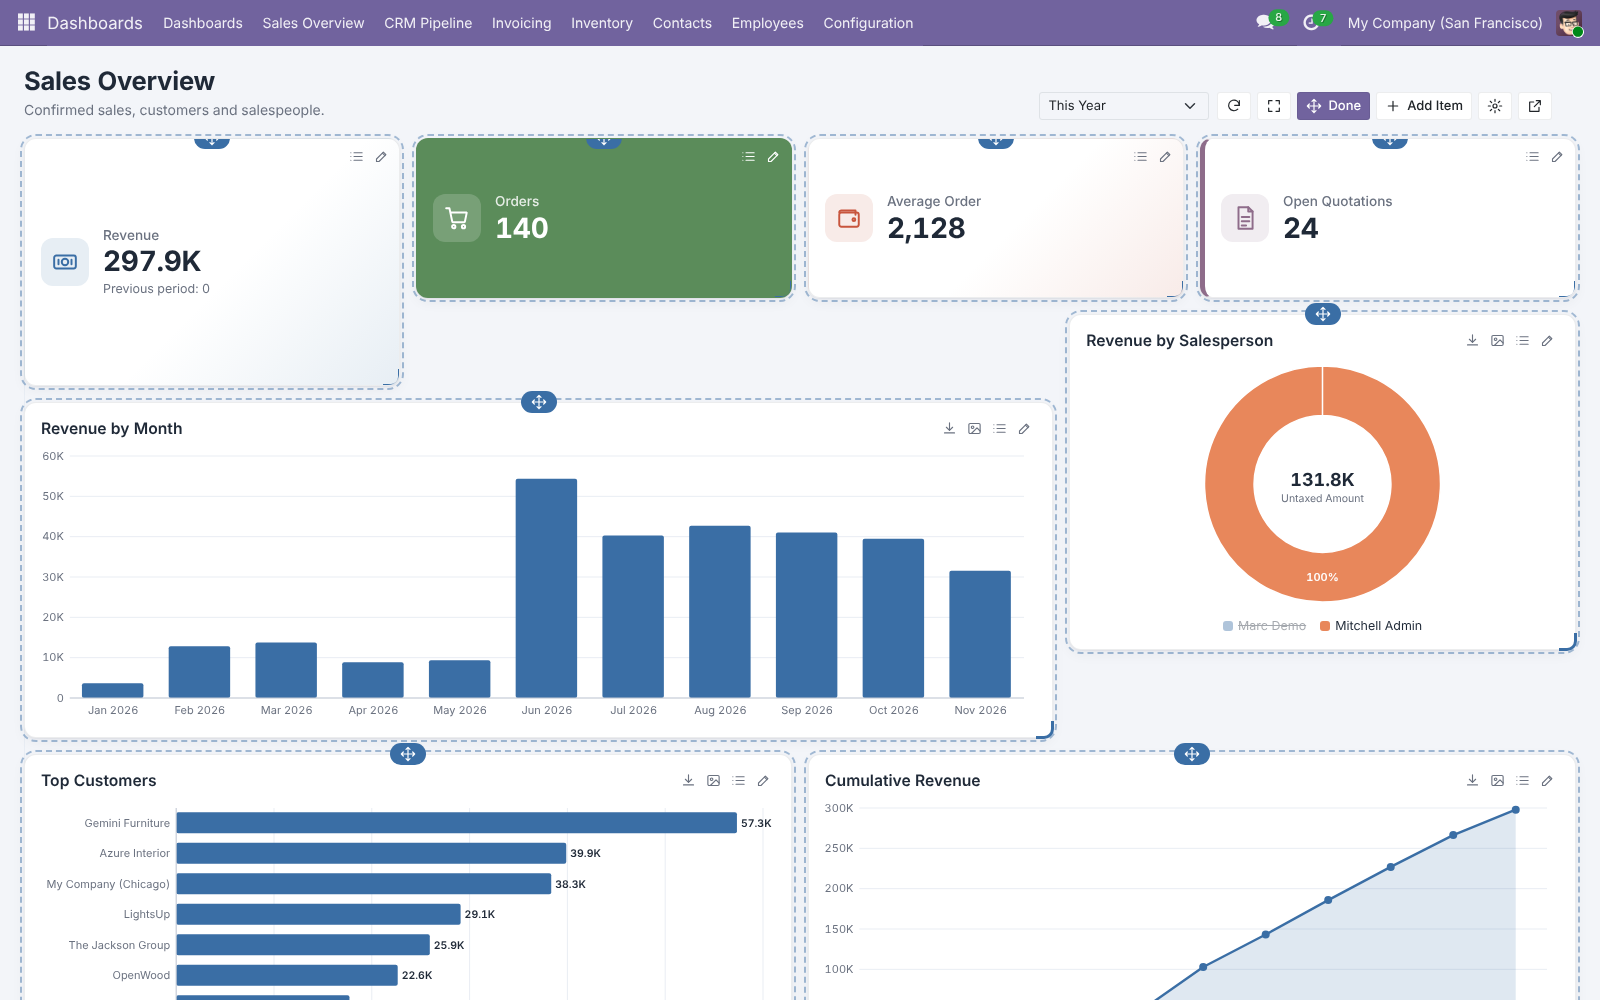 Dashboards
Dashboards Sales Overview CRM Pipeline Invoicing Inventory Contacts Employees Configuration
8
7
My Company (San Francisco)
Sales Overview
Confirmed sales, customers and salespeople.
This Year
Done
Add Item
Revenue
297.9K
Previous period: 0
Orders
140
Average Order
2,128
Open Quotations
24
Revenue by Month
60K
50K
40K
30K
20K
10K
0
Jan 2026 Feb 2026 Mar 2026 Apr 2026 May 2026 Jun 2026 Jul 2026 Aug 2026 Sep 2026 Oct 2026 Nov 2026
Revenue by Salesperson
131.8K
Untaxed Amount
100%
Marc Demo Mitchell Admin
Top Customers
Gemini Furniture 57.3K
Azure Interior 39.9K
My Company (Chicago) 38.3K
LightsUp 29.1K
The Jackson Group 25.9K
OpenWood 22.6K
Cumulative Revenue
300K
250K
200K
150K
100K